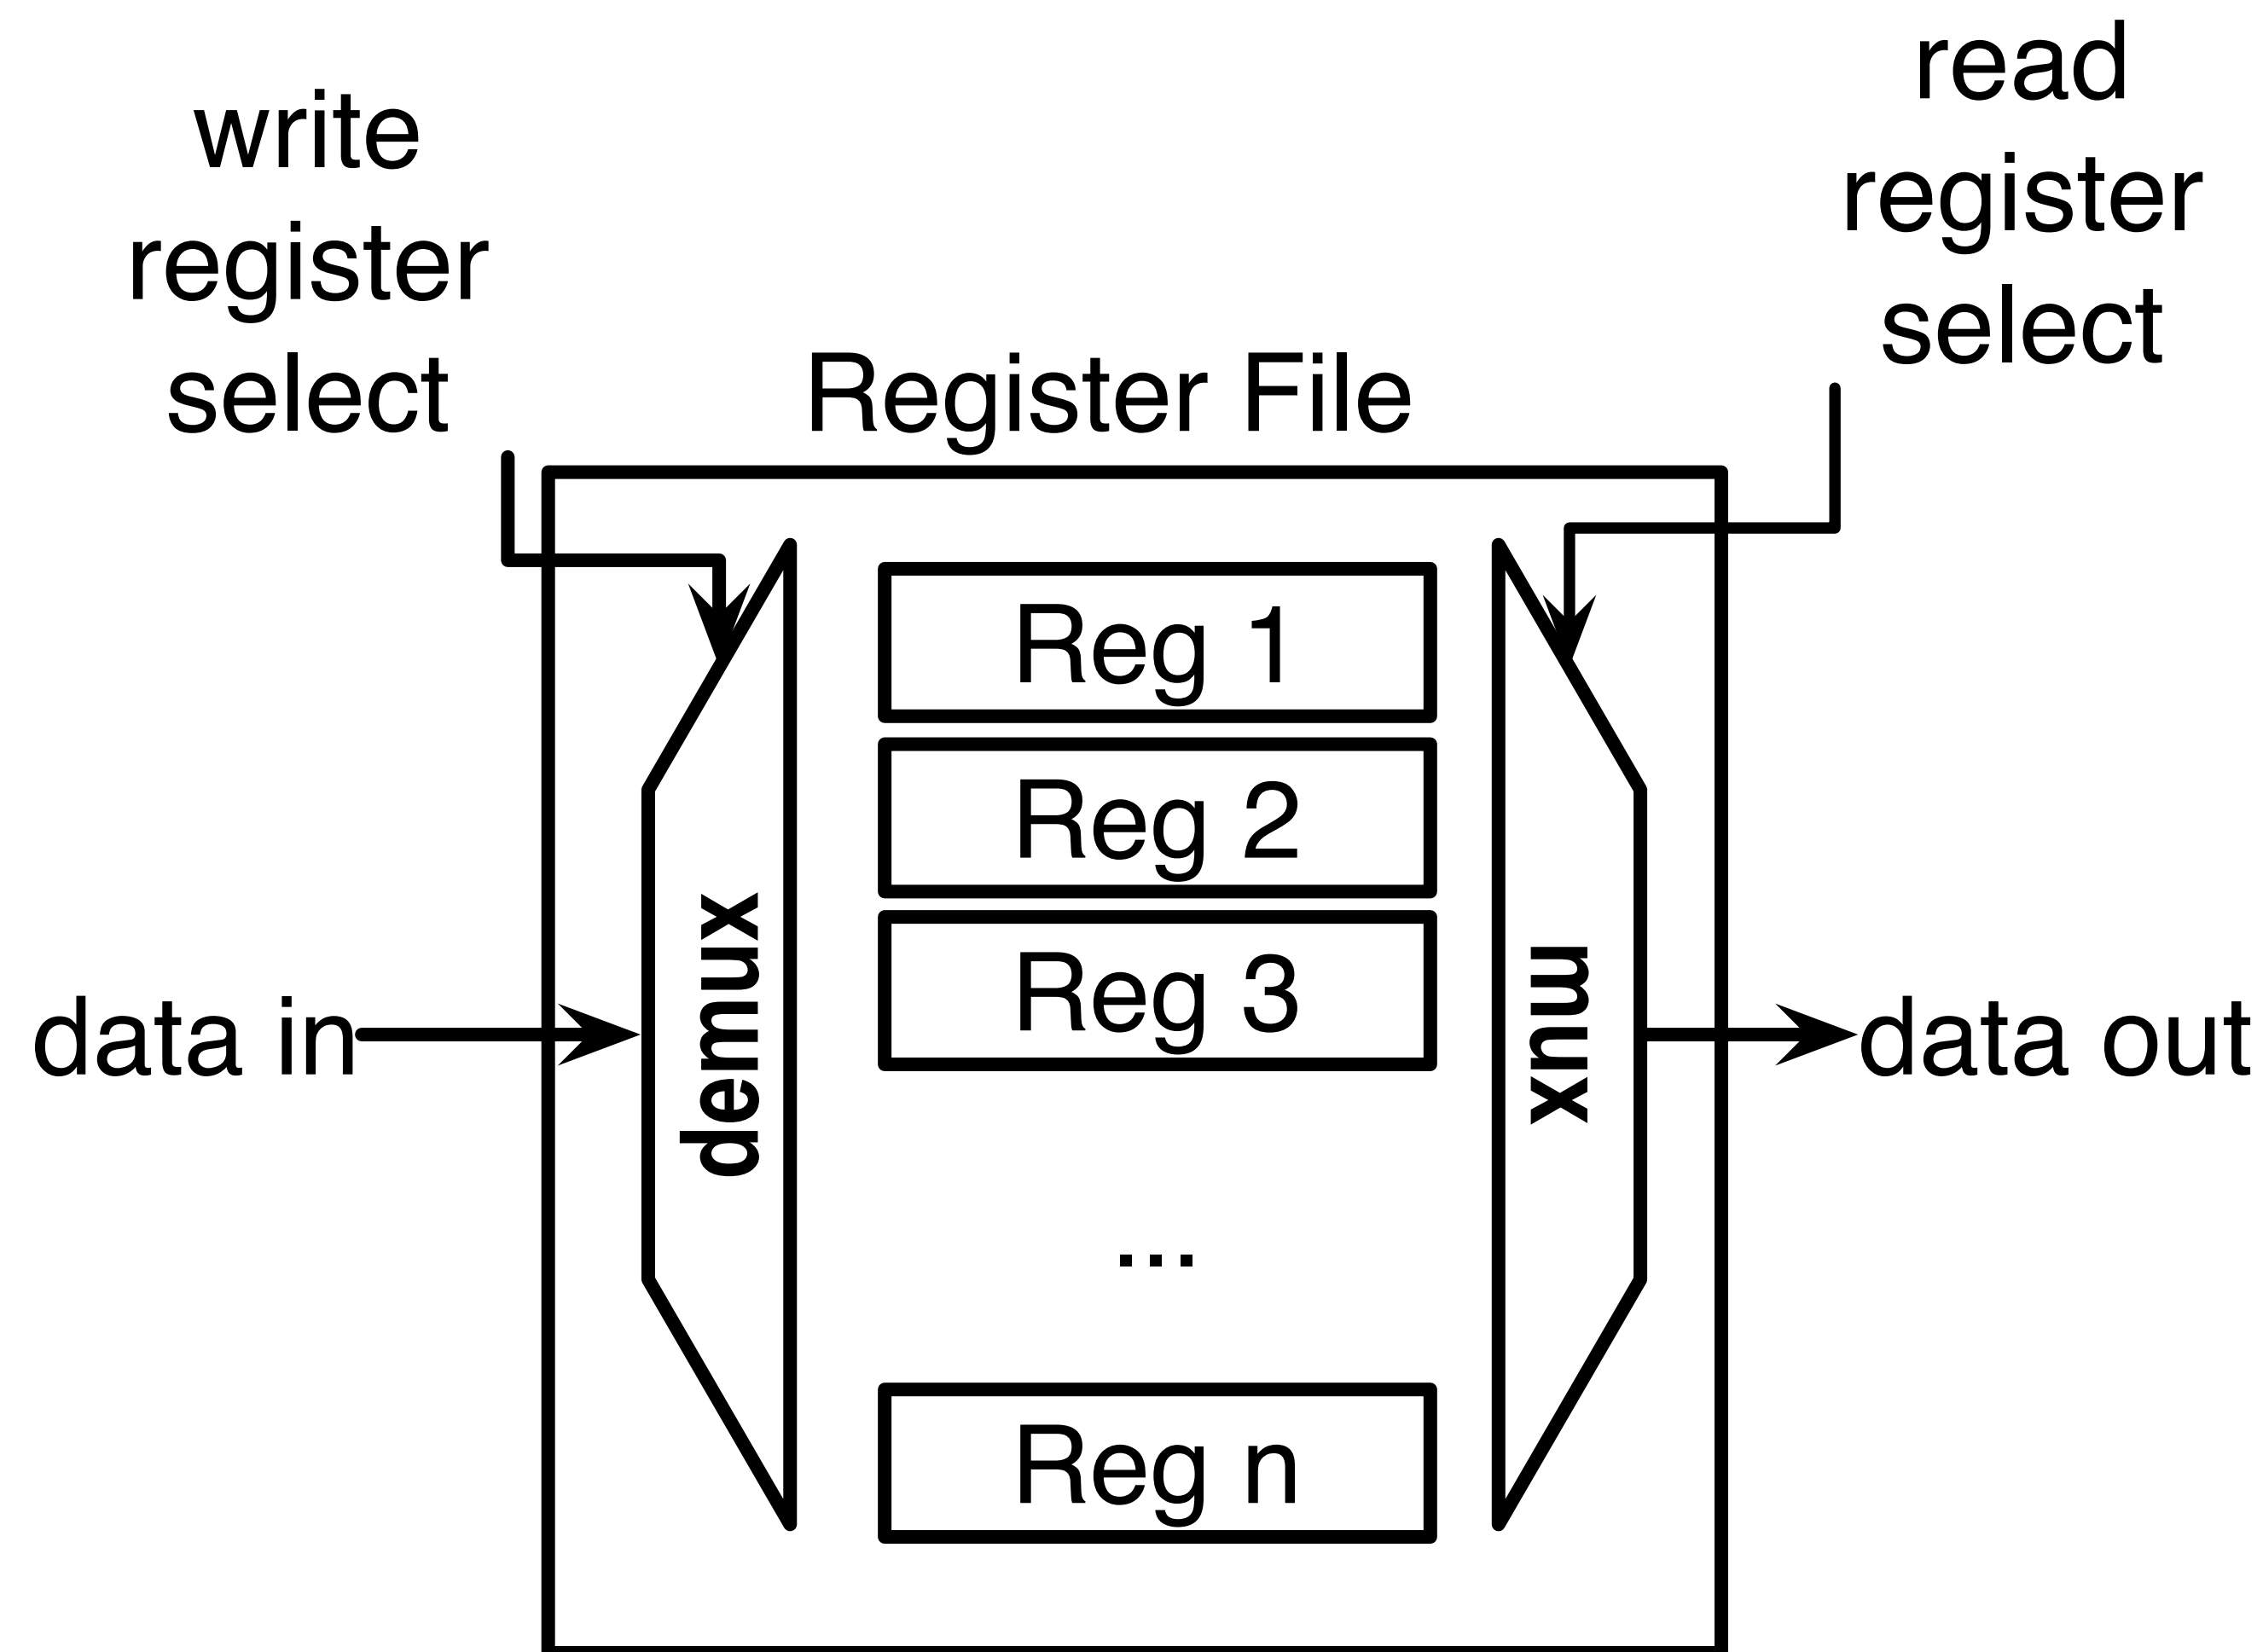 write
register
select
Register File
read
register
select
Reg 1
Reg 2
Reg 3
...
Reg n
demux
mux
data in
data out